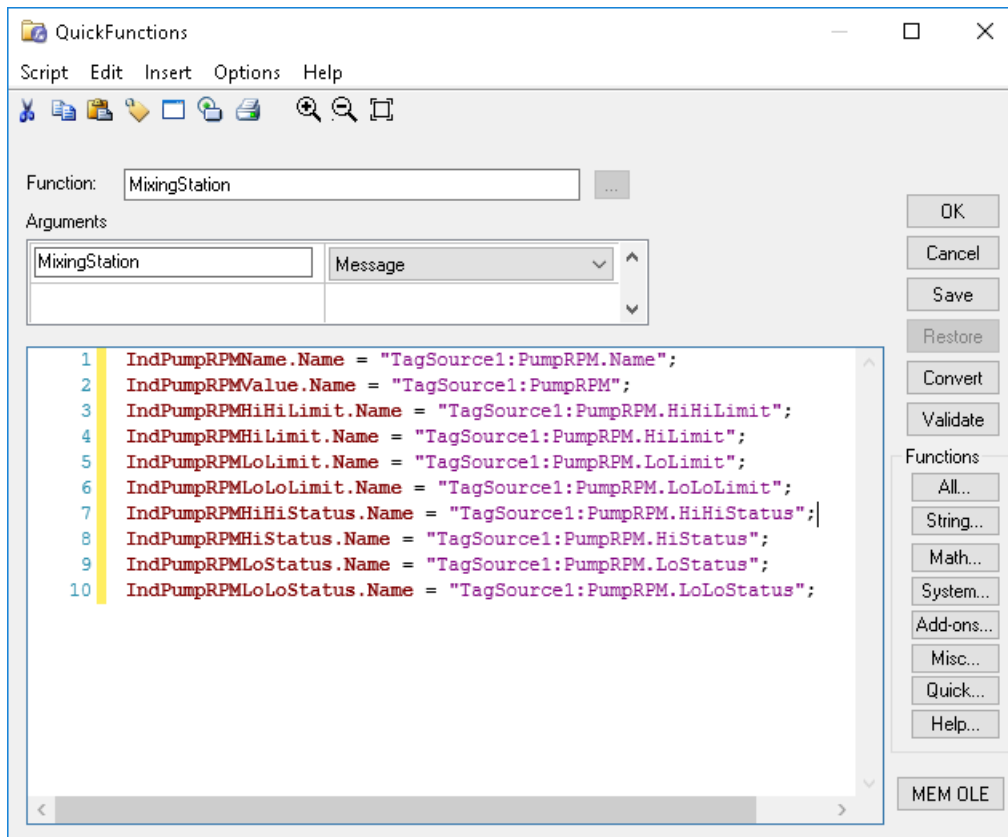 QuickFunctions
Script Edit Insert Options Help
Function: MixingStation ...
Arguments
MixingStation Message
1 IndPumpRPMName.Name = "TagSource1:PumpRPM.Name";
2 IndPumpRPMValue.Name = "TagSource1:PumpRPM";
3 IndPumpRPMHiHiLimit.Name = "TagSource1:PumpRPM.HiHiLimit";
4 IndPumpRPMHiLimit.Name = "TagSource1:PumpRPM.HiLimit";
5 IndPumpRPMLoLimit.Name = "TagSource1:PumpRPM.LoLimit";
6 IndPumpRPMLoLoLimit.Name = "TagSource1:PumpRPM.LoLoLimit";
7 IndPumpRPMHiHiStatus.Name = "TagSource1:PumpRPM.HiHiStatus";
8 IndPumpRPMHiStatus.Name = "TagSource1:PumpRPM.HiStatus";
9 IndPumpRPMLoStatus.Name = "TagSource1:PumpRPM.LoStatus";
10 IndPumpRPMLoLoStatus.Name = "TagSource1:PumpRPM.LoLoStatus";
OK
Cancel
Save
Restore
Convert
Validate
Functions
All...
String...
Math...
System...
Add-ons...
Misc...
Quick...
Help...
MEM OLE